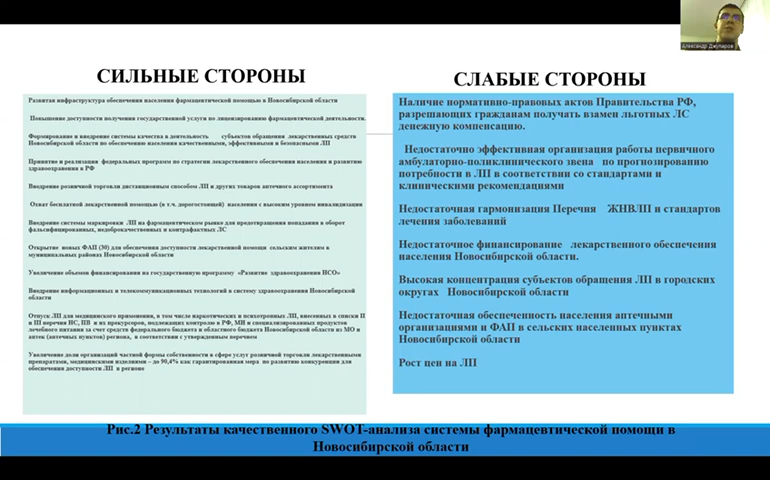 Александр Джупаров
СИЛЬНЫЕ СТОРОНЫ
Развитая инфраструктура обеспечения населения фармацевтической помощью в Новосибирской области
Повышение доступности получения государственной услуги по лицензированию фармацевтической деятельности.
Формирование и внедрение системы качества в деятельность субъектов обращения лекарственных средств
Новосибирской области по обеспечению населения качественными, эффективными и безопасными ЛП
Принятие и реализация федеральных программ по стратегии лекарственного обеспечения населения и развитию
здравоохранения в РФ
Внедрение розничной торговли дистанционным способом ЛП и других товаров аптечного ассортимента
Охват бесплатной лекарственной помощью (в т.ч. дорогостоящей) населения с высоким уровнем инвалидизации
Внедрение системы маркировки ЛП на фармацевтическом рынке для предотвращения попадания в оборот
фальсифицированных, недоброкачественных и контрафактных ЛС
Открытие новых ФАП (30) для обеспечения доступности лекарственной помощи сельским жителям в
муниципальных районах Новосибирской области
Увеличение объемов финансирования на государственную программу «Развитие здравоохранения НСО»
Внедрение информационных и телекоммуникационных технологий в систему здравоохранения Новосибирской
области
Отпуск ЛП для медицинского применения, в том числе наркотических и психотропных ЛП, внесенных в списки II
и III перечня НС, ПВ и их прекурсоров, подлежащих контролю в РФ, МИ и специализированных продуктов
лечебного питания за счет средств федерального бюджета и областного бюджета Новосибирской области из МО и
аптек (аптечных пунктов) региона, в соответствии с утвержденным перечнем
Увеличение доли организаций частной формы собственности в сфере услуг розничной торговли лекарственными
препаратами, медицинскими изделиями – до 90,4% как гарантированная мера по развитию конкуренции для
обеспечения доступности ЛП в регионе
СЛАБЫЕ СТОРОНЫ
Наличие нормативно-правовых актов Правительства РФ,
разрешающих гражданам получать взамен льготных ЛС
денежную компенсацию.
Недостаточно эффективная организация работы первичного
амбулаторно-поликлинического звена по прогнозированию
потребности в ЛП в соответствии со стандартами и
клиническими рекомендациями
Недостаточная гармонизация Перечня ЖНВЛП и стандартов
лечения заболеваний
Недостаточное финансирование лекарственного обеспечения
населения Новосибирской области.
Высокая концентрация субъектов обращения ЛП в городских
округах Новосибирской области
Недостаточная обеспеченность населения аптечными
организациями и ФАП в сельских населенных пунктах
Новосибирской области
Рост цен на ЛП
Рис.2 Результаты качественного SWOT-анализа системы фармацевтической помощи в
Новосибирской области